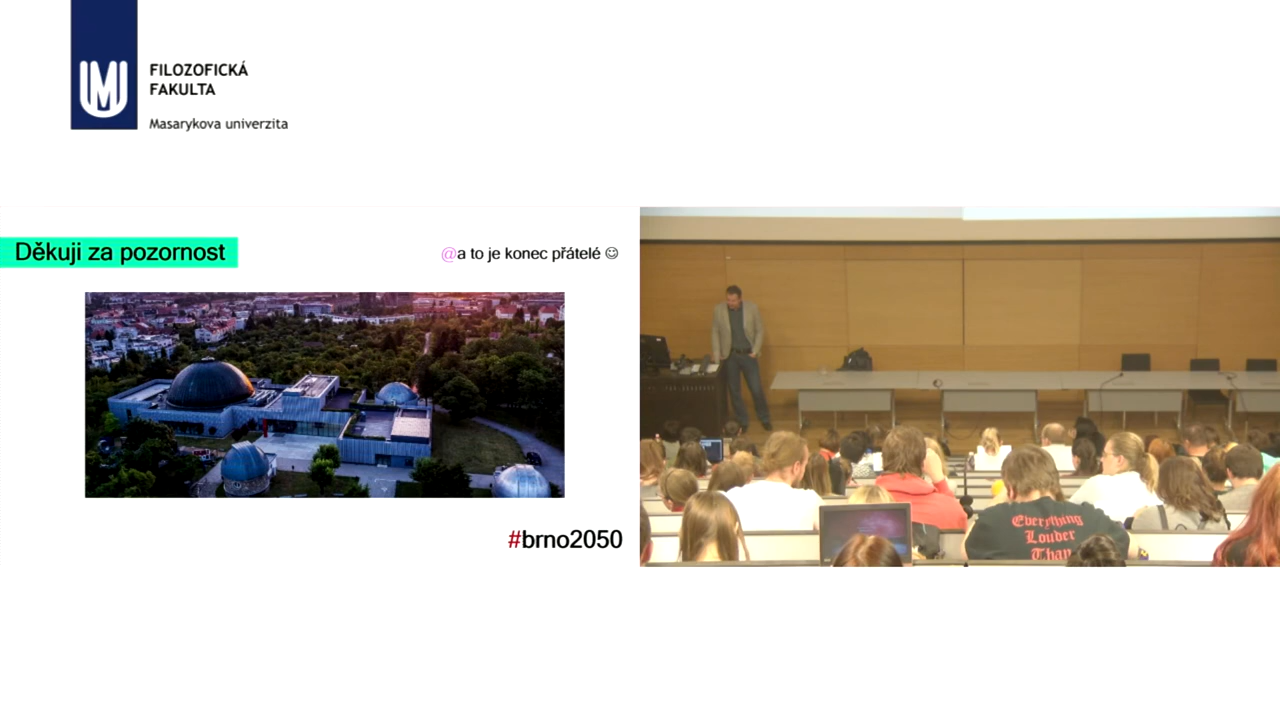 FILOZOFICKÁ
FAKULTA
Masarykova univerzita
Děkuji za pozornost
@a to je konec přátelé ☺
#brno2050
Everything
Louder
Than